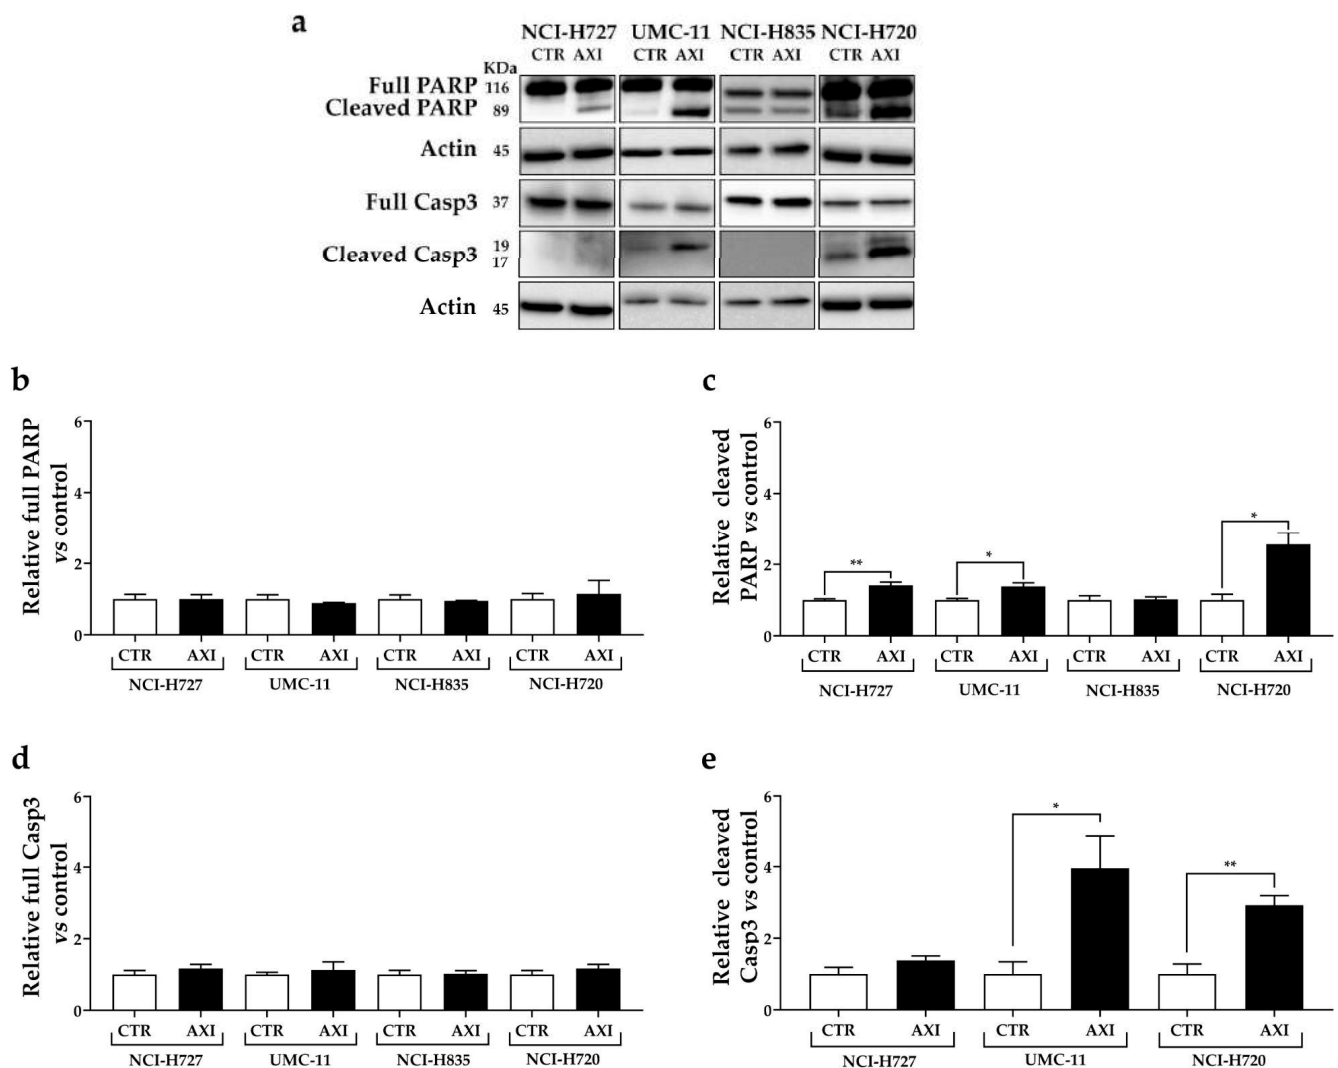 a
NCI-H727 UMC-11 NCI-H835 NCI-H720
CTR AXI CTR AXI CTR AXI CTR AXI
KDa
Full PARP 116
Cleaved PARP 89
Actin 45
Full Casp3 37
Cleaved Casp3 19
17
Actin 45
b
Relative full PARP
vs control
6
4
2
0
CTR AXI CTR AXI CTR AXI CTR AXI
NCI-H727 UMC-11 NCI-H835 NCI-H720
c
Relative cleaved
PARP vs control
6
4
2
0
** * *
CTR AXI CTR AXI CTR AXI CTR AXI
NCI-H727 UMC-11 NCI-H835 NCI-H720
d
Relative full Casp3
vs control
6
4
2
0
CTR AXI CTR AXI CTR AXI CTR AXI
NCI-H727 UMC-11 NCI-H835 NCI-H720
e
Relative cleaved
Casp3 vs control
6
4
2
0
* **
CTR AXI CTR AXI CTR AXI
NCI-H727 UMC-11 NCI-H720